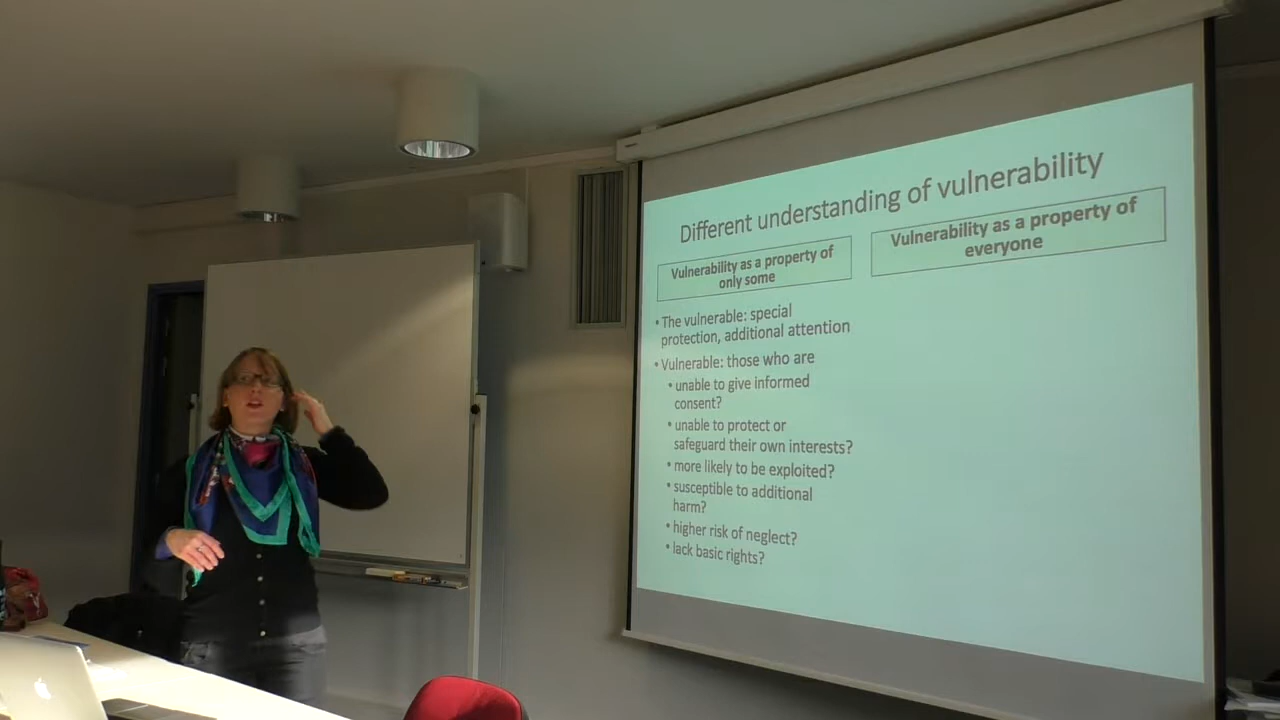 Different understanding of vulnerability
Vulnerability as a property of
only some
Vulnerability as a property of
everyone
• The vulnerable: special
protection, additional attention
• Vulnerable: those who are
• unable to give informed
consent?
• unable to protect or
safeguard their own interests?
• more likely to be exploited?
• susceptible to additional
harm?
• higher risk of neglect?
• lack basic rights?